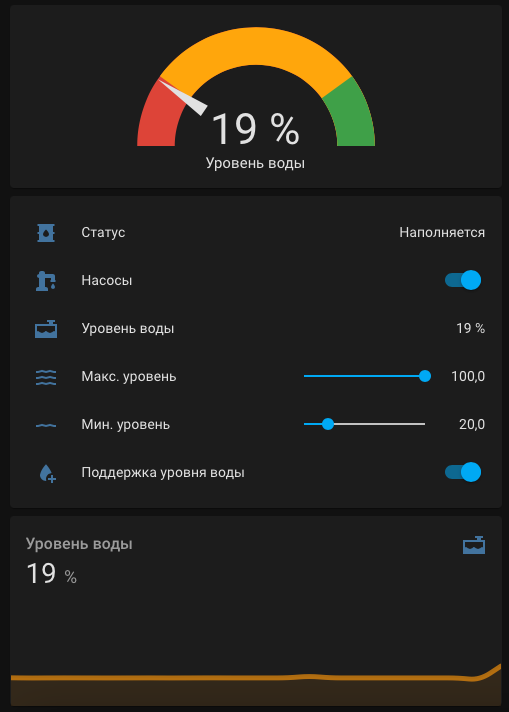 19 %
Уровень воды
Статус Наполняется
Насосы
Уровень воды 19 %
Макс. уровень 100,0
Мин. уровень 20,0
Поддержка уровня воды
Уровень воды
19 %